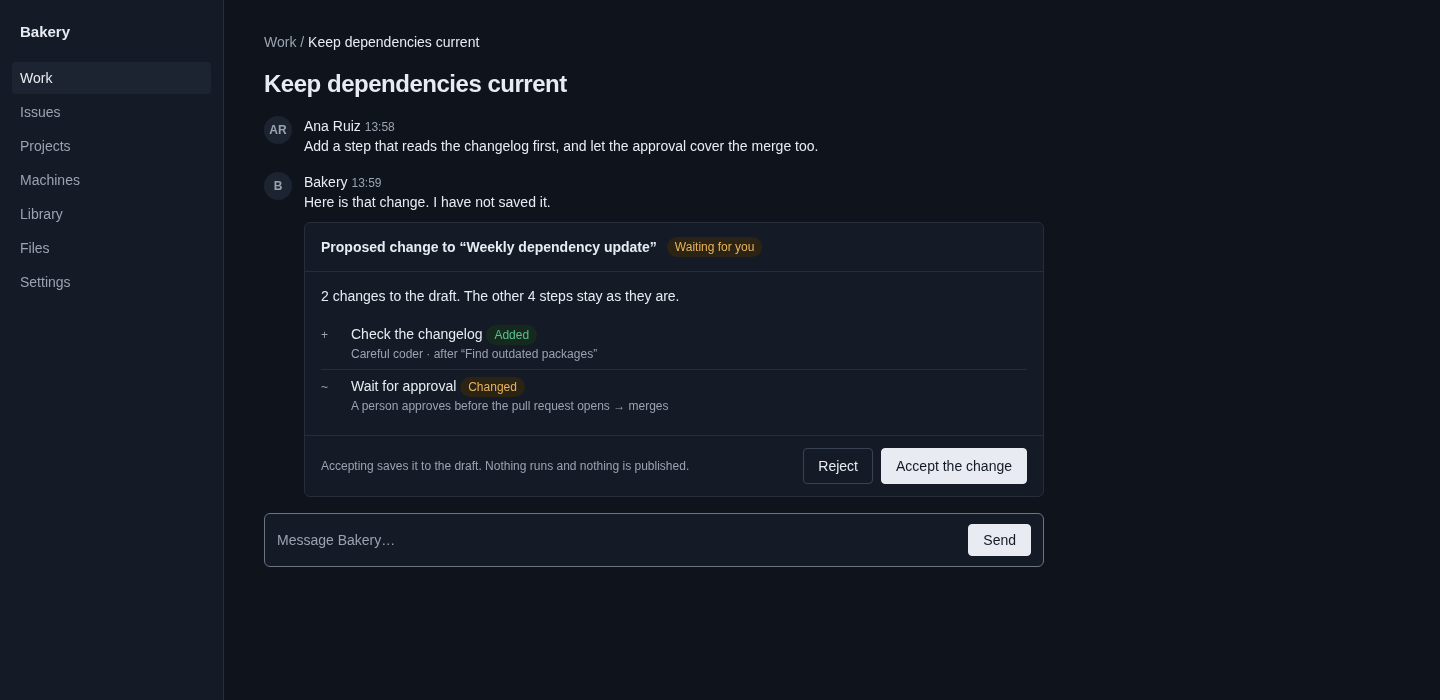 Bakery
Work
Issues
Projects
Machines
Library
Files
Settings
Work / Keep dependencies current
Keep dependencies current
AR
Ana Ruiz 13:58
Add a step that reads the changelog first, and let the approval cover the merge too.
B
Bakery 13:59
Here is that change. I have not saved it.
Proposed change to “Weekly dependency update” Waiting for you
2 changes to the draft. The other 4 steps stay as they are.
+ Check the changelog Added
Careful coder · after “Find outdated packages”
~ Wait for approval Changed
A person approves before the pull request opens → merges
Accepting saves it to the draft. Nothing runs and nothing is published.
Reject
Accept the change
Message Bakery…
Send